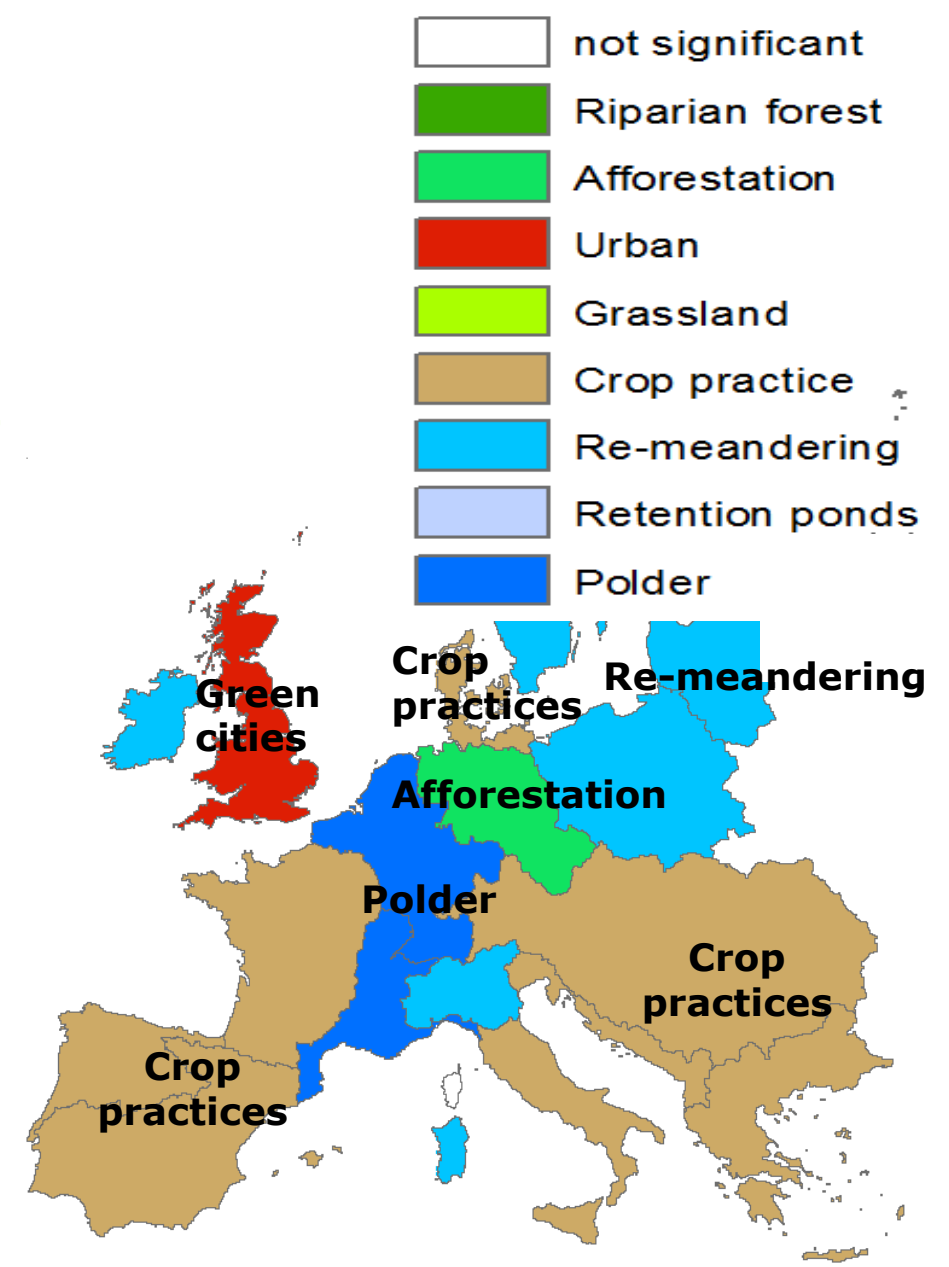 not significant
Riparian forest
Afforestation
Urban
Grassland
Crop practice
Re-meandering
Retention ponds
Polder
Crop
practices
Re-meandering
Green
cities
Afforestation
Polder
Crop
practices
Crop
practices